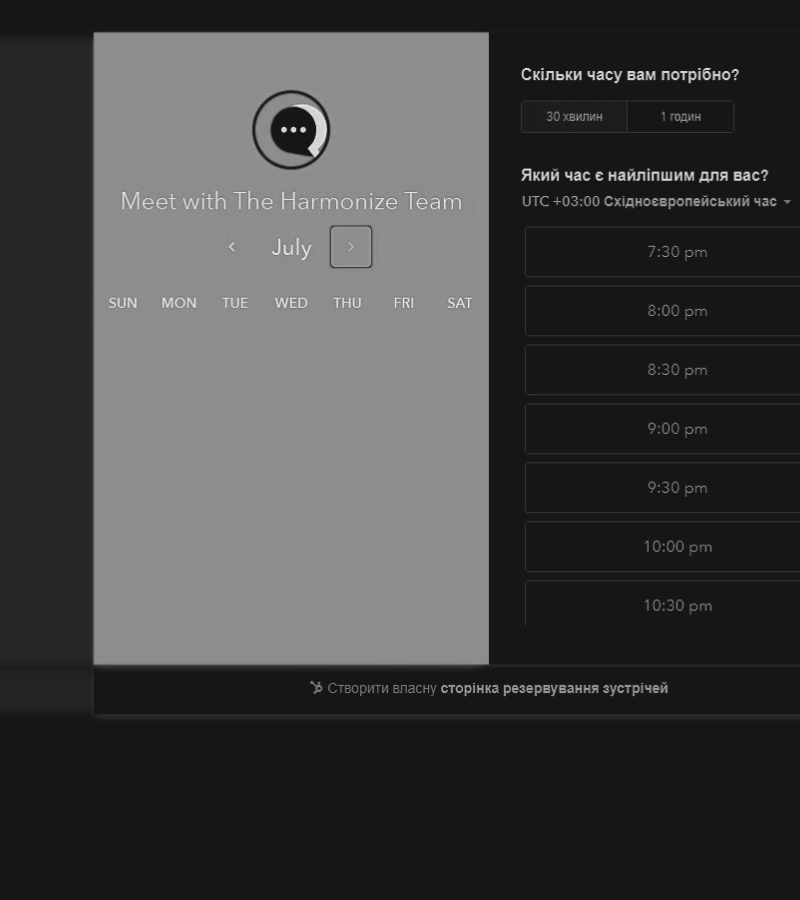 Meet with The Harmonize Team
July
SUN MON TUE WED THU FRI SAT
Скільки часу вам потрібно?
30 хвилин 1 годин
Який час є найліпшим для вас?
UTC +03:00 Східноєвропейський час
7:30 pm
8:00 pm
8:30 pm
9:00 pm
9:30 pm
10:00 pm
10:30 pm
Створити власну сторінка резервування зустрічей